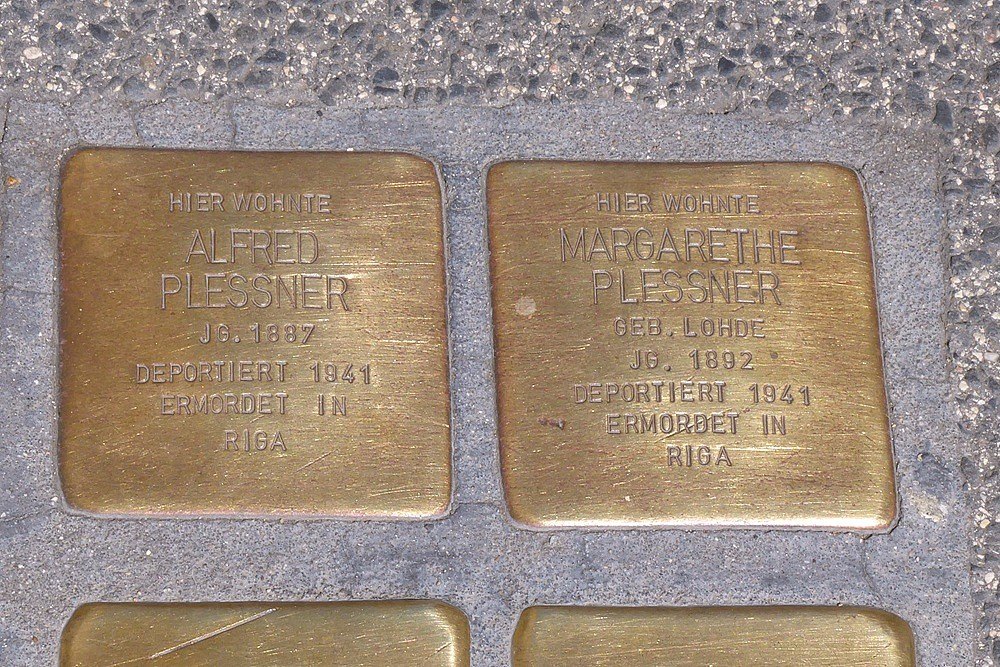 HIER WOHNTE
ALFRED
PLESSNER
JG. 1887
DEPORTIERT 1941
ERMORDET IN
RIGA
HIER WOHNTE
MARGARETHE
PLESSNER
GEB. LOHDE
JG. 1892
DEPORTIERT 1941
ERMORDET IN
RIGA